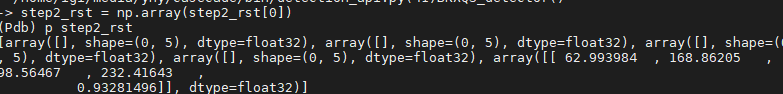 -> step2_rst = np.array(step2_rst[0])
(Pdb) p step2_rst
[array([], shape=(0, 5), dtype=float32), array([], shape=(0, 5), dtype=float32), array([], shape=(
, 5), dtype=float32), array([], shape=(0, 5), dtype=float32), array([[ 62.993984  , 168.86205   ,
98.56467   , 232.41643   ,
0.93281496]], dtype=float32)]